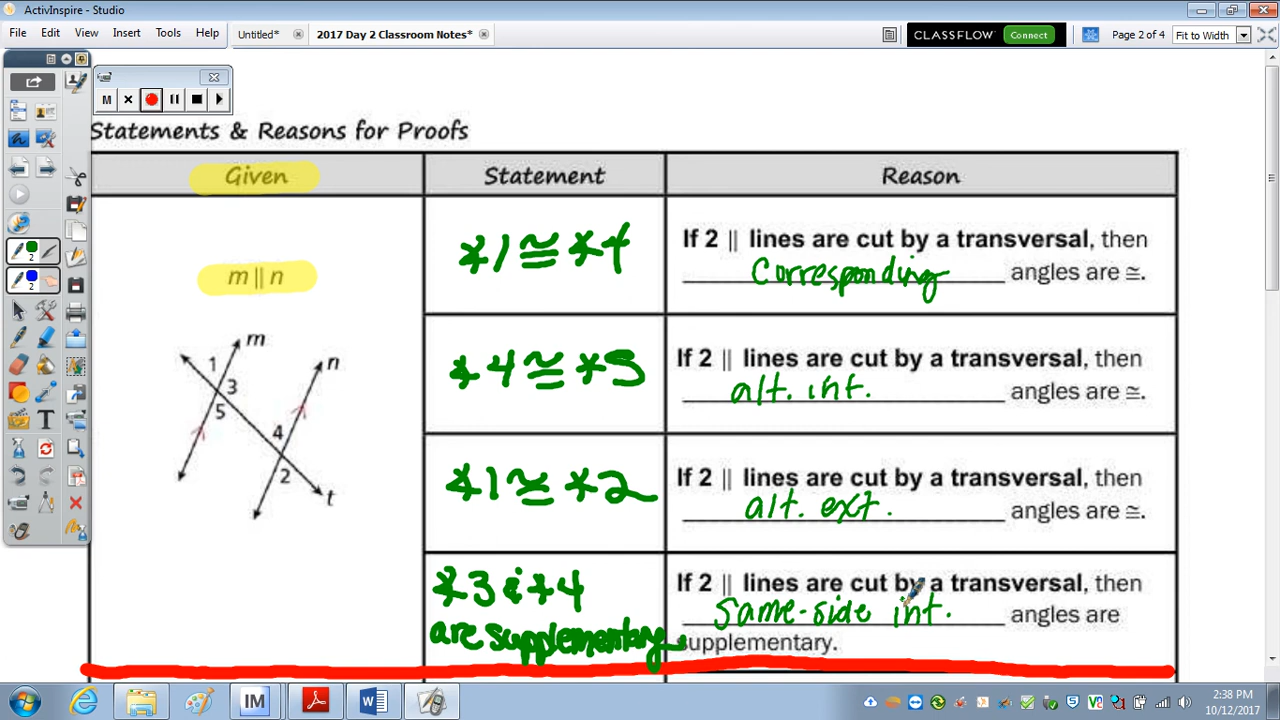 ActivInspire - Studio
File Edit View Insert Tools Help Untitled* 2017 Day 2 Classroom Notes* CLASSFLOW Connect Page 2 of 4 Fit to Width
M
2
2
T
Statements & Reasons for Proofs
Given Statement Reason
m || n
m
n
1
3
5
4
2
t
∡1 ≅ ∡4
If 2 || lines are cut by a transversal, then
Corresponding angles are ≅.
∡4 ≅ ∡5
If 2 || lines are cut by a transversal, then
alt. int. angles are ≅.
∡1 ≅ ∡2
If 2 || lines are cut by a transversal, then
alt. ext. angles are ≅.
∡3 & ∡4
are supplementary
If 2 || lines are cut by a transversal, then
same-side int. angles are
supplementary.
IM
2:38 PM
10/12/2017